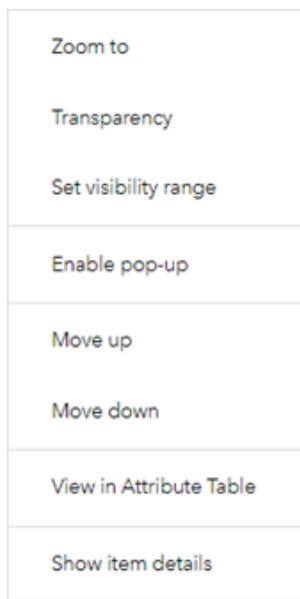 Zoom to
Transparency
Set visibility range
Enable pop-up
Move up
Move down
View in Attribute Table
Show item details